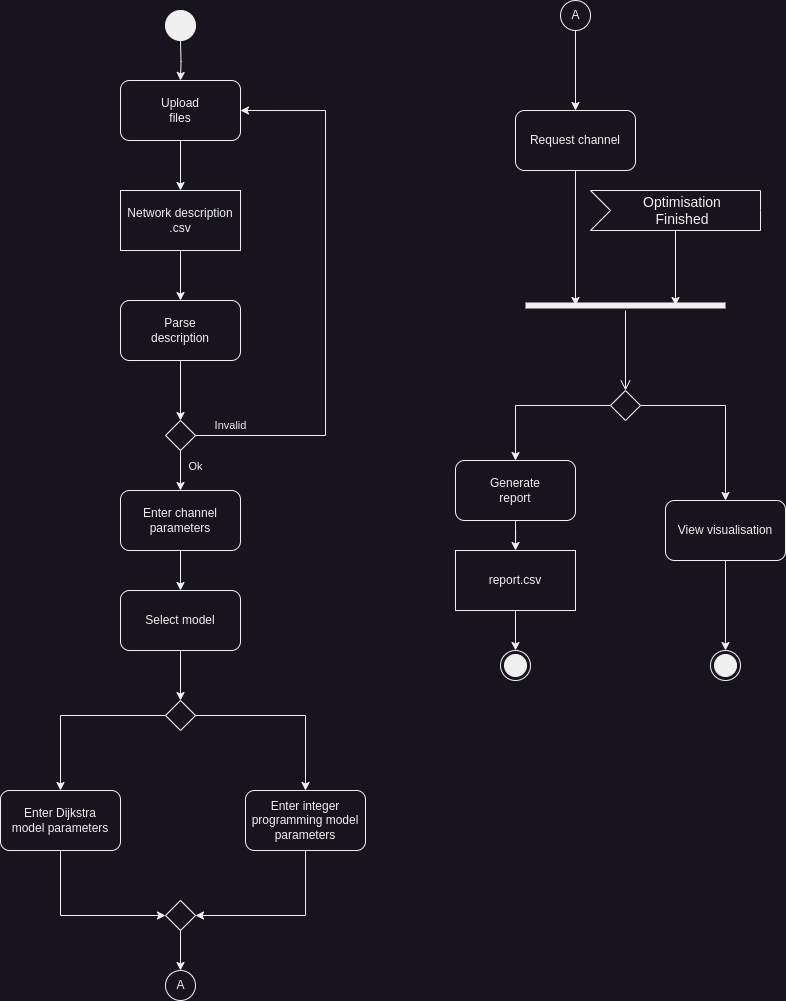 Upload
files
Network description
.csv
Parse
description
Invalid
Ok
Enter channel
parameters
Select model
Enter Dijkstra
model parameters
Enter integer
programming model
parameters
A
A
Request channel
Optimisation
Finished
Generate
report
report.csv
View visualisation